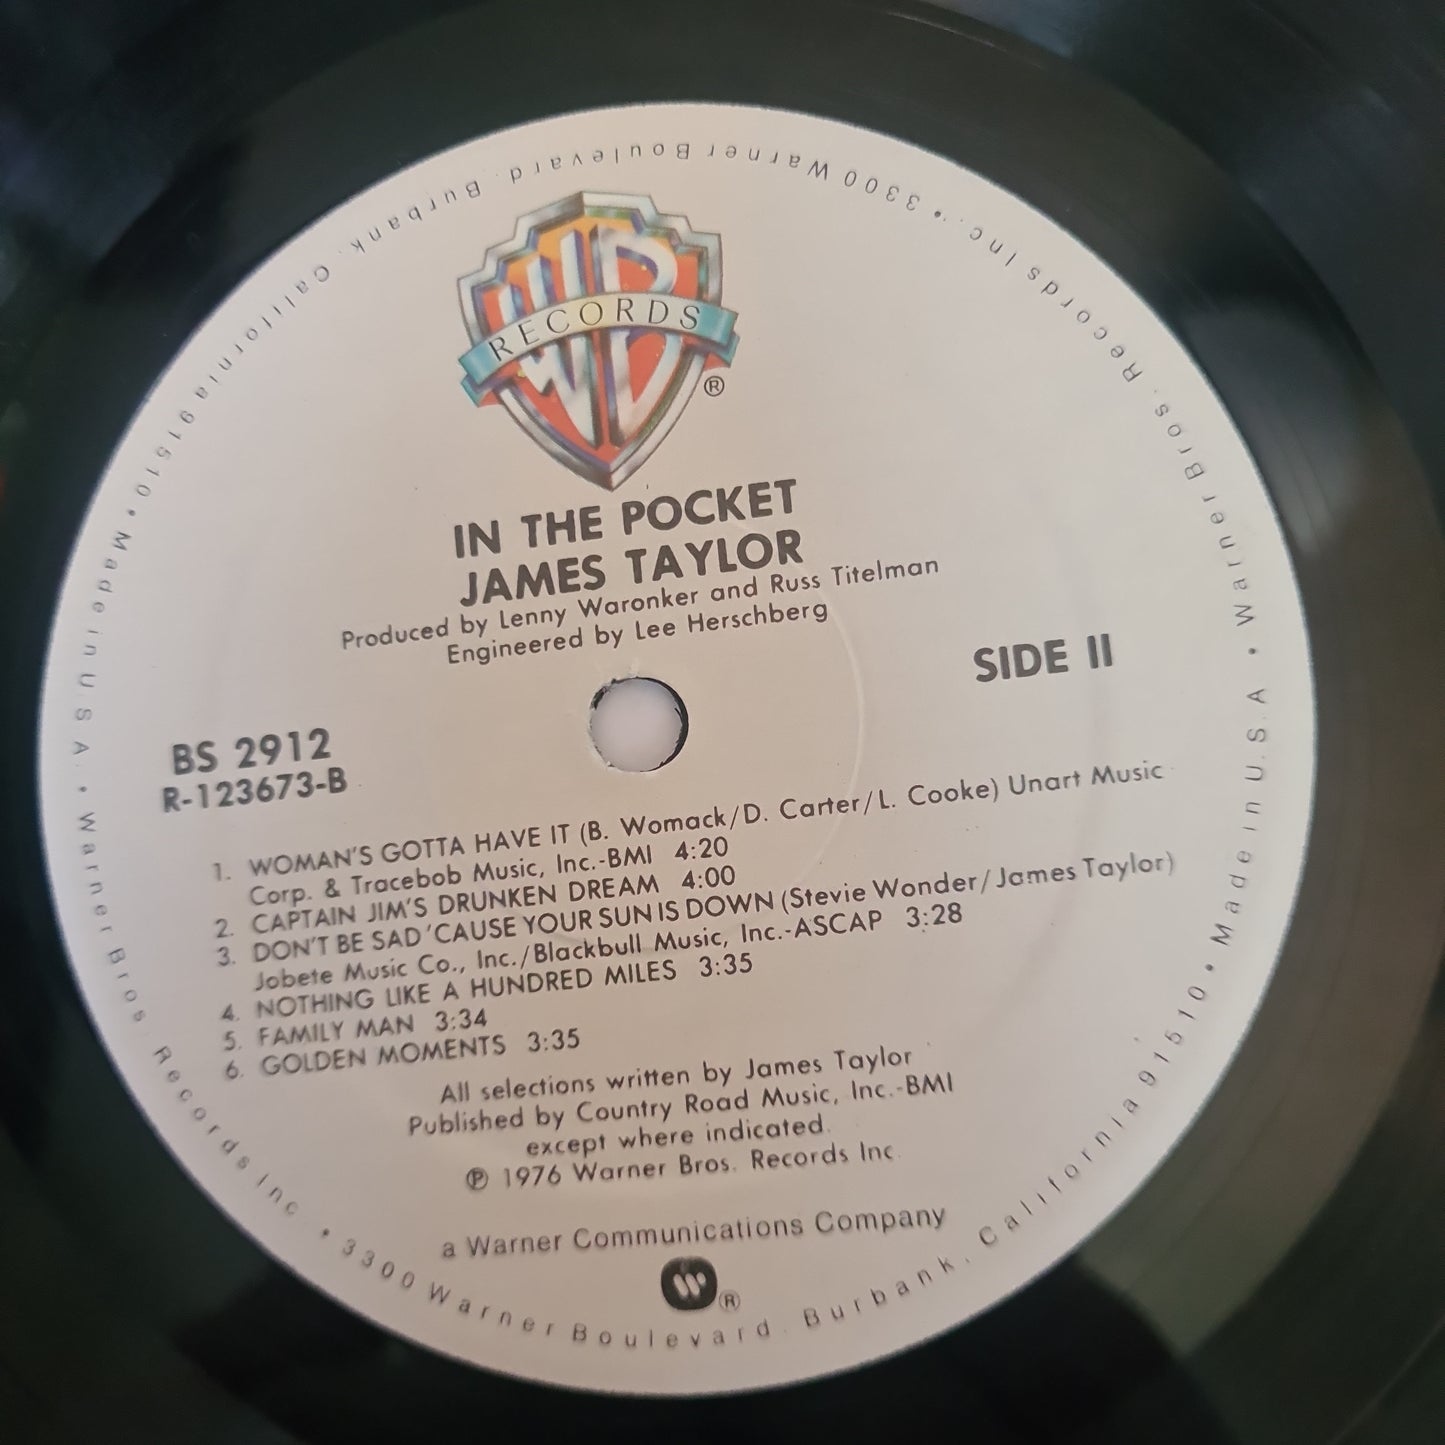 WB
RECORDS
®
IN THE POCKET
JAMES TAYLOR
Produced by Lenny Waronker and Russ Titelman
Engineered by Lee Herschberg
SIDE II
BS 2912
R-123673-B
1. WOMAN'S GOTTA HAVE IT (B. Womack/D. Carter/L. Cooke) Unart Music
Corp. & Tracebob Music, Inc.-BMI 4:20
2. CAPTAIN JIM'S DRUNKEN DREAM 4:00
3. DON'T BE SAD 'CAUSE YOUR SUN IS DOWN (Stevie Wonder/James Taylor)
Jobete Music Co., Inc./Blackbull Music, Inc.-ASCAP 3:28
4. NOTHING LIKE A HUNDRED MILES 3:35
5. FAMILY MAN 3:34
6. GOLDEN MOMENTS 3:35
All selections written by James Taylor
Published by Country Road Music, Inc.-BMI
except where indicated.
℗ 1976 Warner Bros. Records Inc.
a Warner Communications Company
®
Warner Bros. Records Inc. • 3300 Warner Boulevard. Burbank. California 91510 • Made in U.S.A. • Warner Bros. Records Inc. • 3300 Warner Boulevard. Burbank. California 91510 • Made in U.S.A •